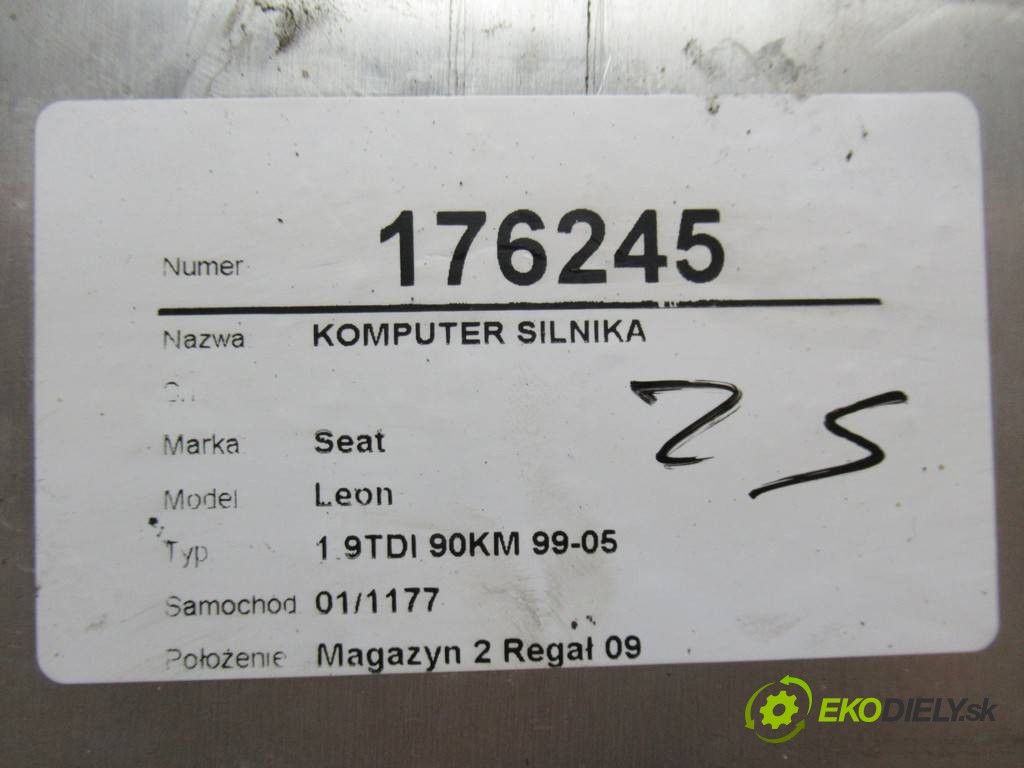 Numer 176245
Nazwa KOMPUTER SILNIKA
Marka Seat
Model Leon
Typ 1.9TDI 90KM 99-05
Samochód 01/1177
Położenie Magazyn 2 Regał 09
EKODIELY.sk